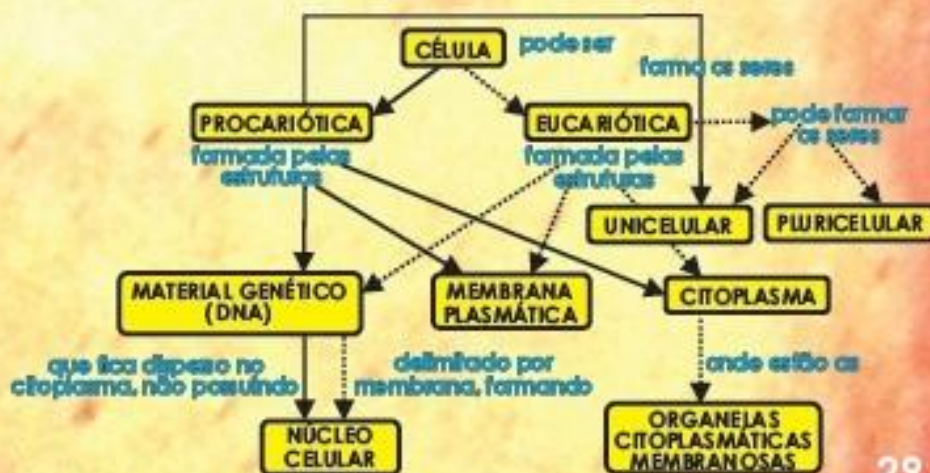 CÉLULA
pode ser
forma os seres
PROCARIÓTICA
EUCARIÓTICA
pode formar
os seres
formada pelas
estruturas
formada pelas
estruturas
UNICELULAR
PLURICELULAR
MATERIAL GENÉTICO
(DNA)
MEMBRANA
PLASMÁTICA
CITOPLASMA
que fica disperso no
citoplasma, não possuindo
delimitado por
membrana, formando
onde estão as
NÚCLEO
CELULAR
ORGANELAS
CITOPLASMÁTICAS
MEMBRANOSAS
28